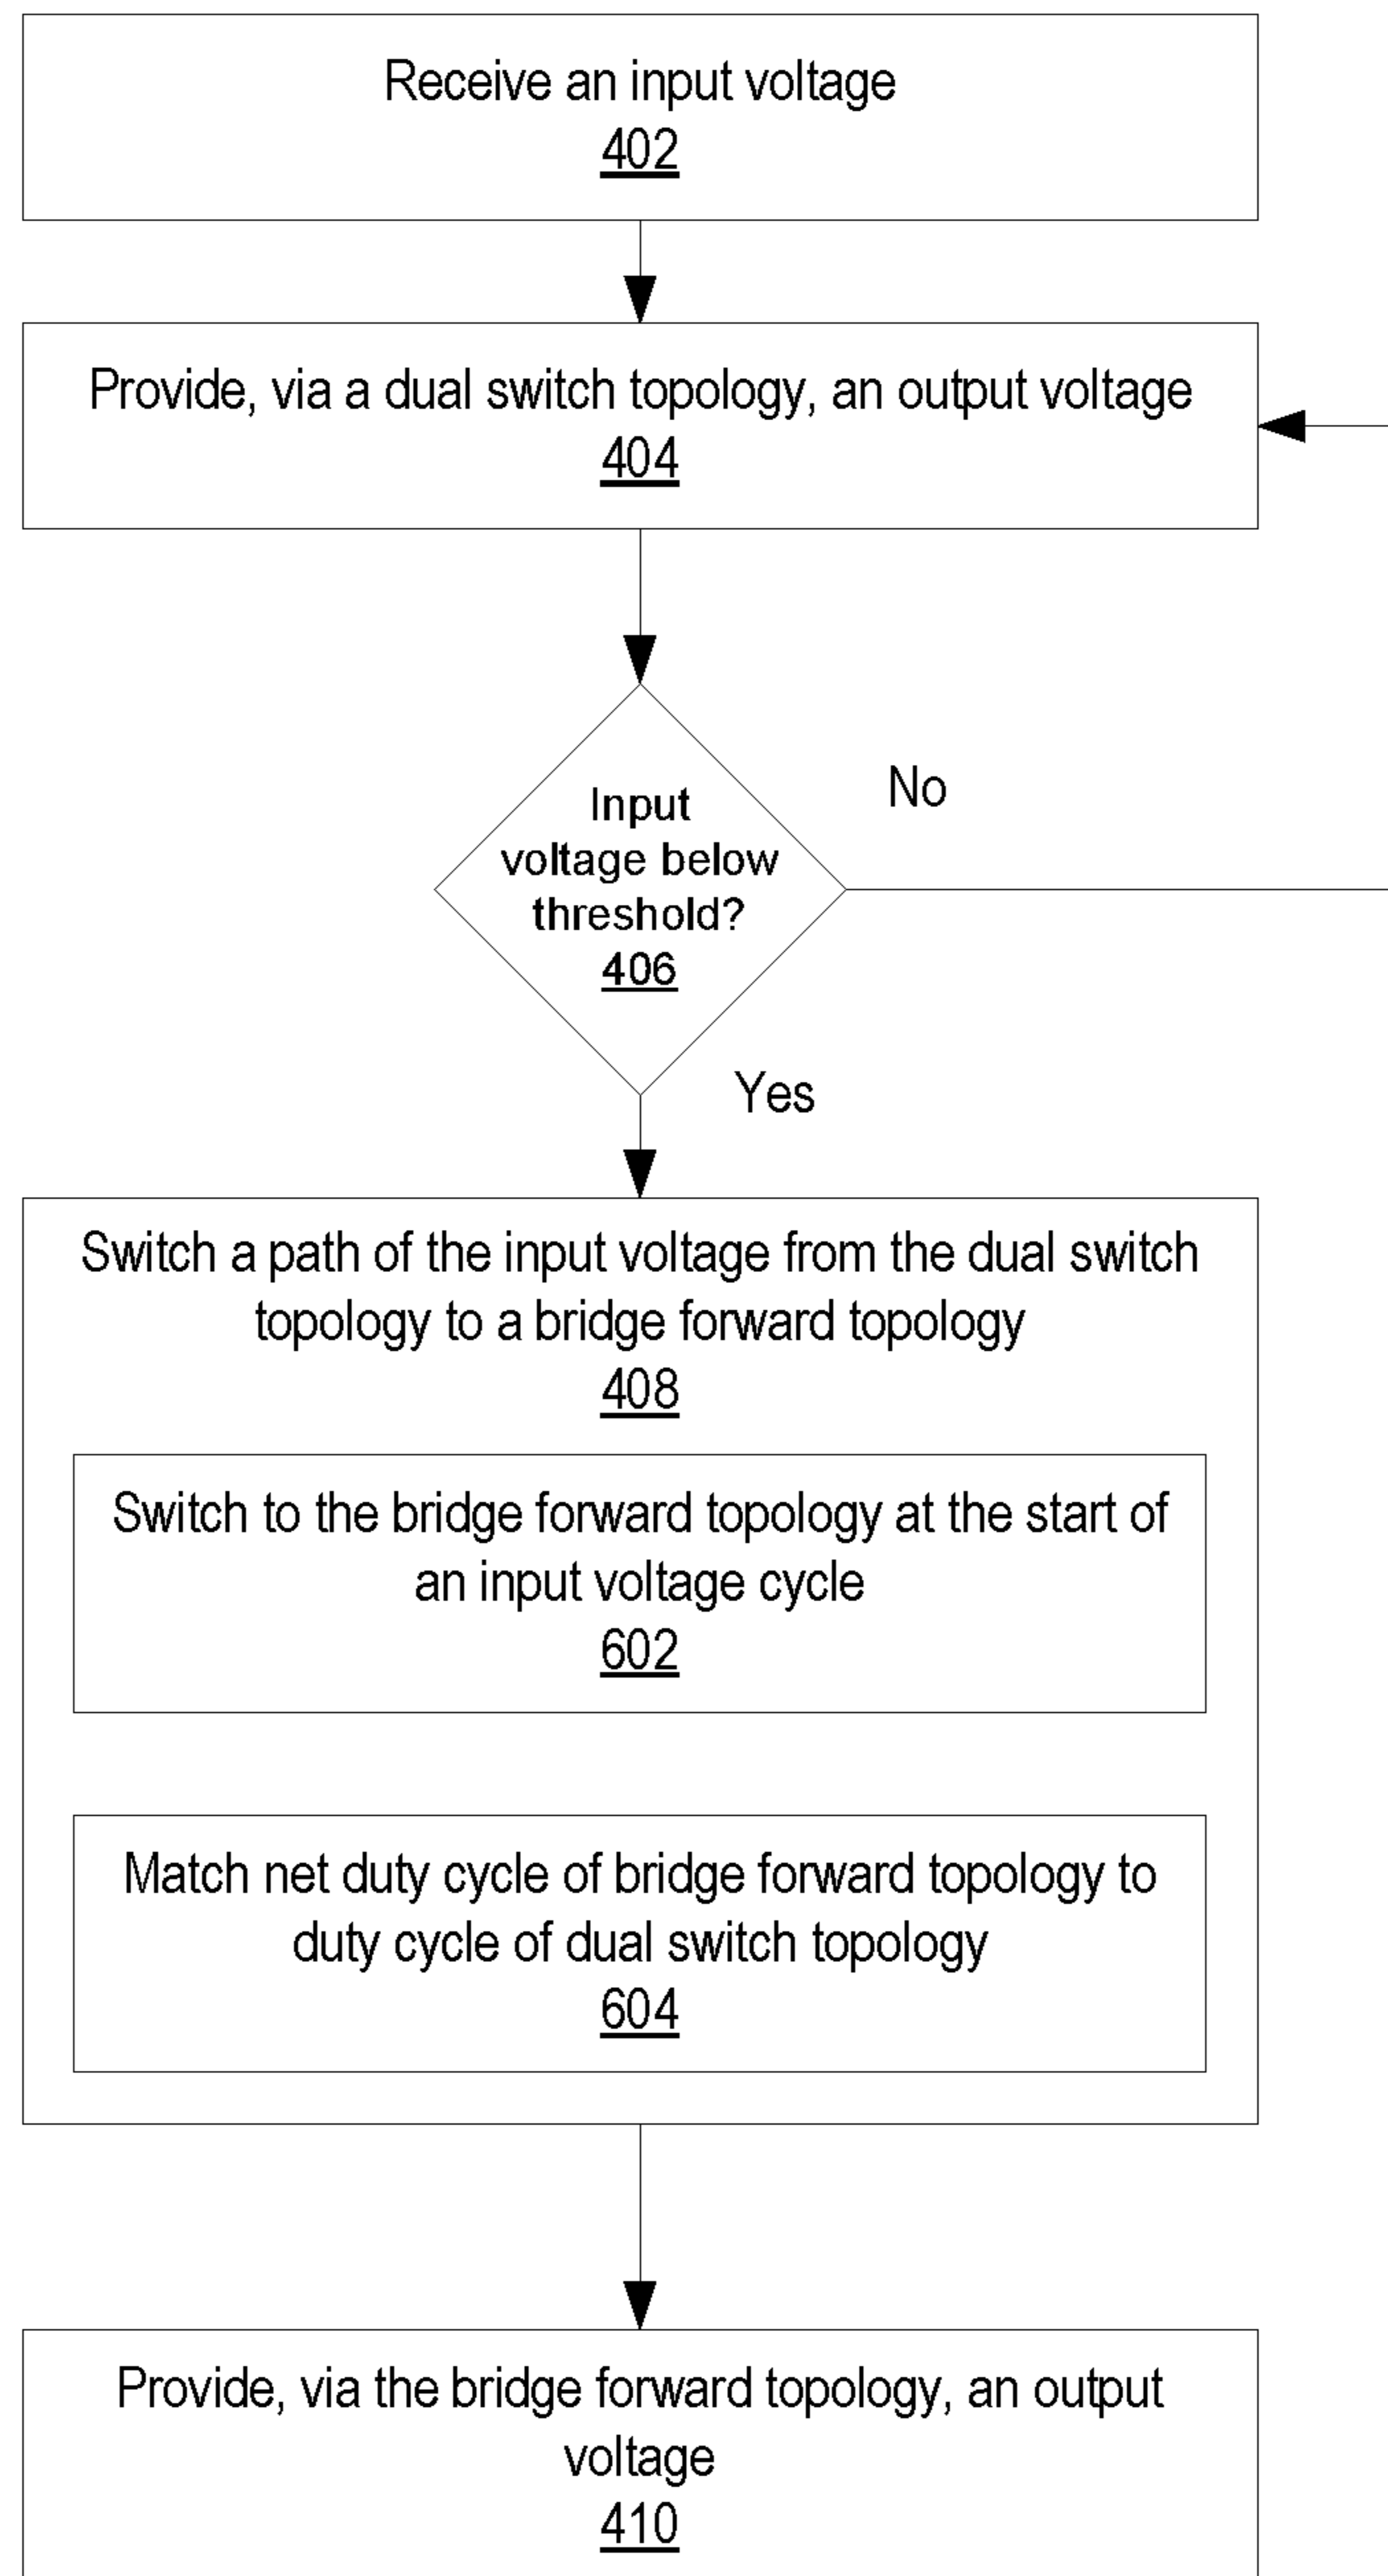 Receive an input voltage
402
Provide, via a dual switch topology, an output voltage
404
Input
voltage below
threshold?
406
No
Yes
Switch a path of the input voltage from the dual switch
topology to a bridge forward topology
408
Switch to the bridge forward topology at the start of
an input voltage cycle
602
Match net duty cycle of bridge forward topology to
duty cycle of dual switch topology
604
Provide, via the bridge forward topology, an output
voltage
410